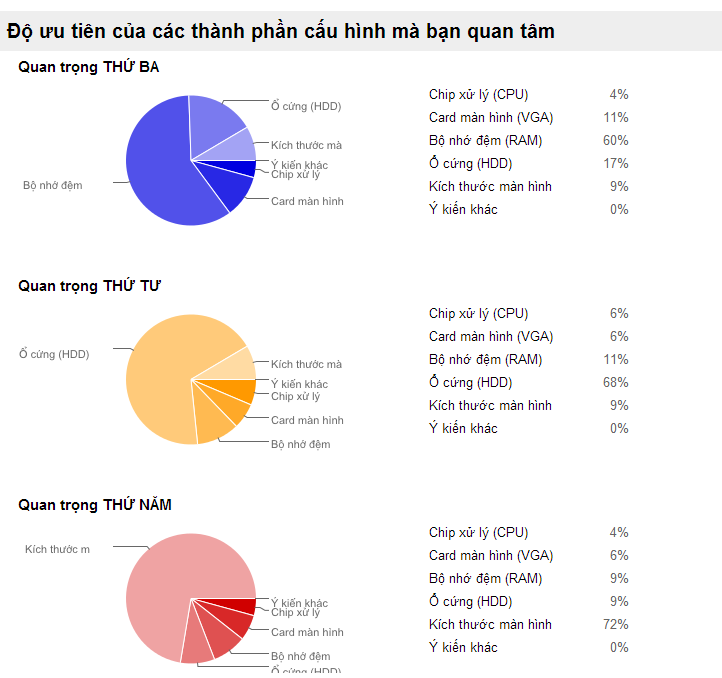 Độ ưu tiên của các thành phần cấu hình mà bạn quan tâm
Quan trọng THỨ BA
Ổ cứng (HDD)
Kích thước mà
Ý kiến khác
Chip xử lý
Card màn hình
Bộ nhớ đệm
Chip xử lý (CPU) 4%
Card màn hình (VGA) 11%
Bộ nhớ đệm (RAM) 60%
Ổ cứng (HDD) 17%
Kích thước màn hình 9%
Ý kiến khác 0%
Quan trọng THỨ TƯ
Ổ cứng (HDD)
Kích thước mà
Ý kiến khác
Chip xử lý
Card màn hình
Bộ nhớ đệm
Chip xử lý (CPU) 6%
Card màn hình (VGA) 6%
Bộ nhớ đệm (RAM) 11%
Ổ cứng (HDD) 68%
Kích thước màn hình 9%
Ý kiến khác 0%
Quan trọng THỨ NĂM
Kích thước m
Ý kiến khác
Chip xử lý
Card màn hình
Bộ nhớ đệm
Ổ cứng (HDD)
Chip xử lý (CPU) 4%
Card màn hình (VGA) 6%
Bộ nhớ đệm (RAM) 9%
Ổ cứng (HDD) 9%
Kích thước màn hình 72%
Ý kiến khác 0%